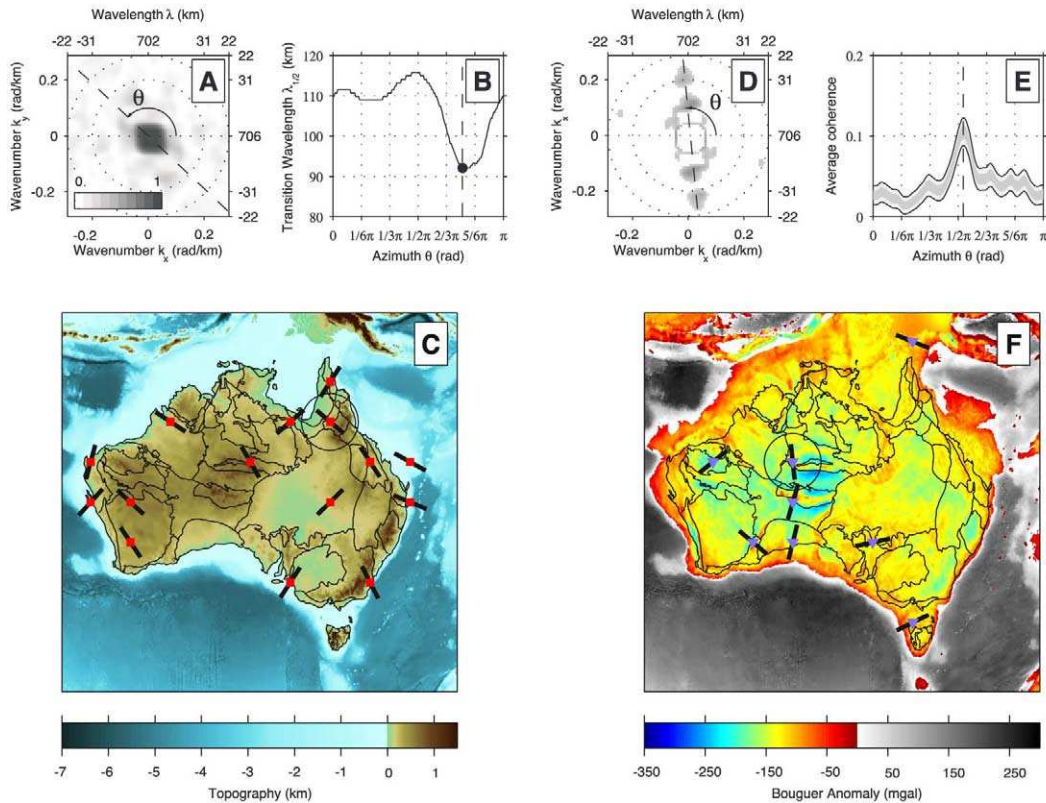 Wavelength λ (km)
-22 -31 702 31 22
A
θ
0.2
0
-0.2
22
31
706
-31
-22
Wavenumber k_y (rad/km)
0 1
-0.2 0 0.2
Wavenumber k_x (rad/km)
B
Transition Wavelength λ_1/2 (km)
120
110
100
90
80
0 1/6π 1/3π 1/2π 2/3π 5/6π π
Azimuth θ (rad)
Wavelength λ (km)
-22 -31 702 31 22
D
θ
0.2
0
-0.2
22
31
706
-31
-22
Wavenumber k_x (rad/km)
-0.2 0 0.2
Wavenumber k_x (rad/km)
E
Average coherence
0.2
0.1
0
0 1/6π 1/3π 1/2π 2/3π 5/6π π
Azimuth θ (rad)
C
-7 -6 -5 -4 -3 -2 -1 0 1
Topography (km)
F
-350 -250 -150 -50 50 150 250
Bouguer Anomaly (mgal)